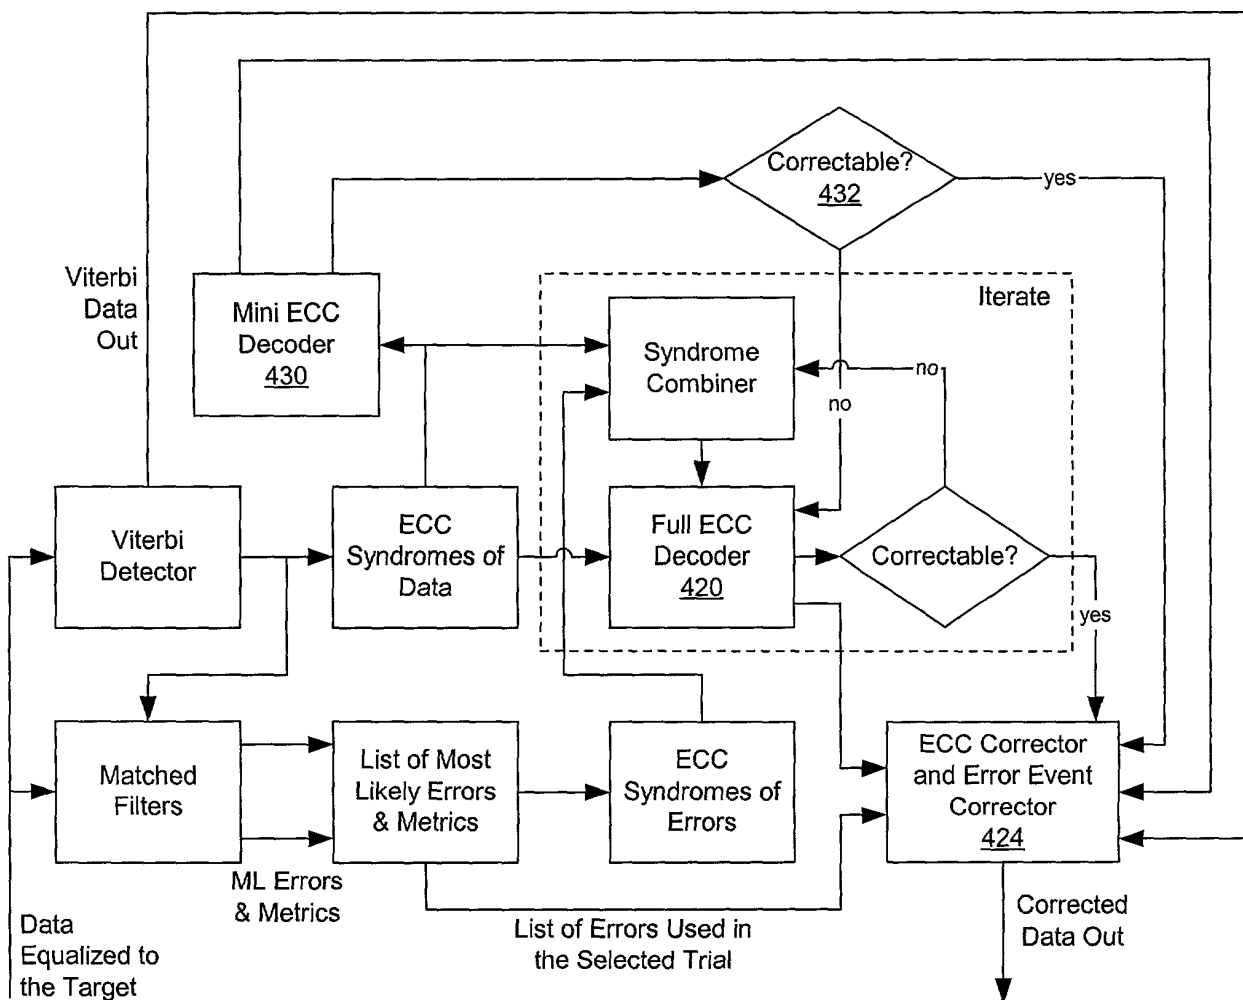 Correctable?
432
yes
Viterbi
Data
Out
Mini ECC
Decoder
430
Iterate
Syndrome
Combiner
no
no
Viterbi
Detector
ECC
Syndromes of
Data
Full ECC
Decoder
420
Correctable?
yes
Matched
Filters
List of Most
Likely Errors
& Metrics
ECC
Syndromes of
Errors
ECC Corrector
and Error Event
Corrector
424
ML Errors
& Metrics
Data
Equalized to
the Target
List of Errors Used in
the Selected Trial
Corrected
Data Out